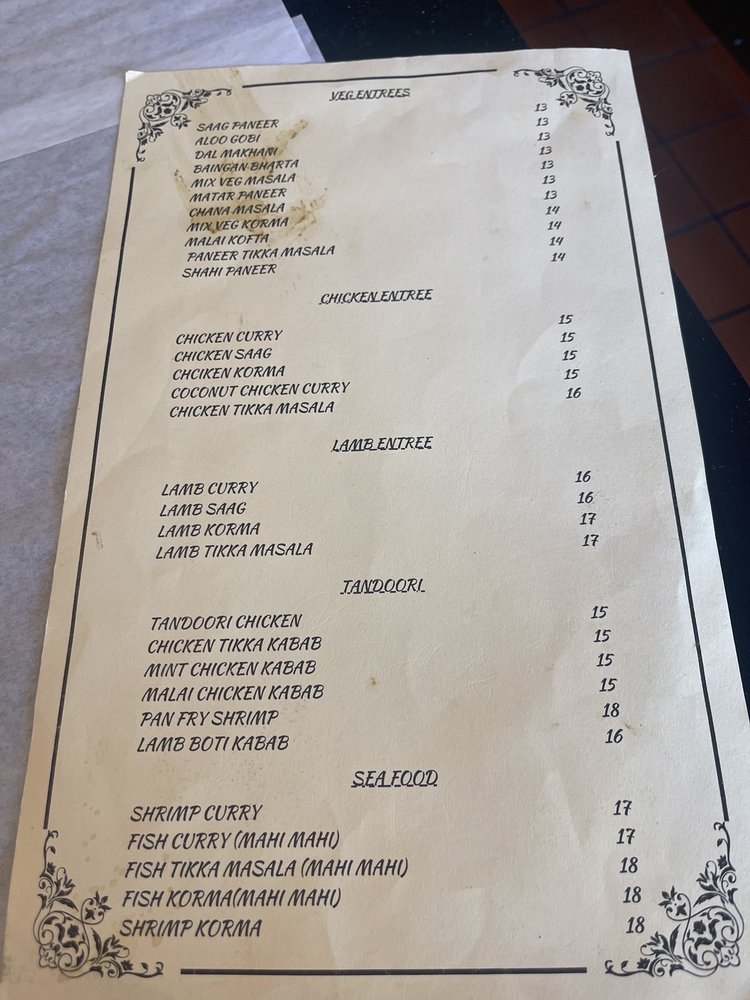 VEG ENTREES
SAAG PANEER 13
ALOO GOBI 13
DAL MAKHANI 13
BAINGAN BHARTA 13
MIX VEG MASALA 13
MATAR PANEER 13
CHANA MASALA 13
MIX VEG KORMA 14
MALAI KOFTA 14
PANEER TIKKA MASALA 14
SHAHI PANEER 14
CHICKEN ENTREE
CHICKEN CURRY 15
CHICKEN SAAG 15
CHCIKEN KORMA 15
COCONUT CHICKEN CURRY 15
CHICKEN TIKKA MASALA 16
LAMB ENTREE
LAMB CURRY 16
LAMB SAAG 16
LAMB KORMA 17
LAMB TIKKA MASALA 17
TANDOORI
TANDOORI CHICKEN 15
CHICKEN TIKKA KABAB 15
MINT CHICKEN KABAB 15
MALAI CHICKEN KABAB 15
PAN FRY SHRIMP 18
LAMB BOTI KABAB 16
SEA FOOD
SHRIMP CURRY 17
FISH CURRY (MAHI MAHI) 17
FISH TIKKA MASALA (MAHI MAHI) 18
FISH KORMA(MAHI MAHI) 18
SHRIMP KORMA 18